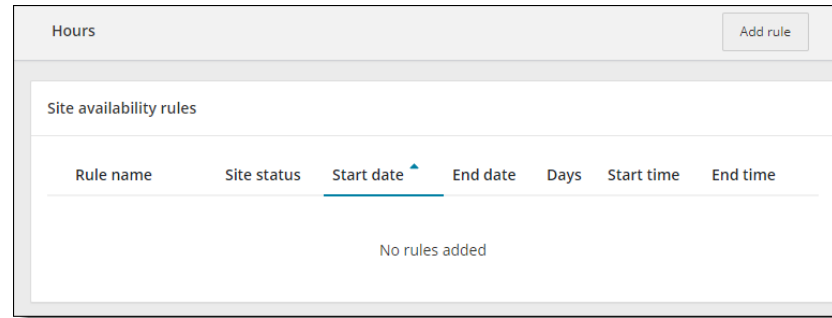 Hours Add rule
Site availability rules
Rule name Site status Start date End date Days Start time End time
No rules added